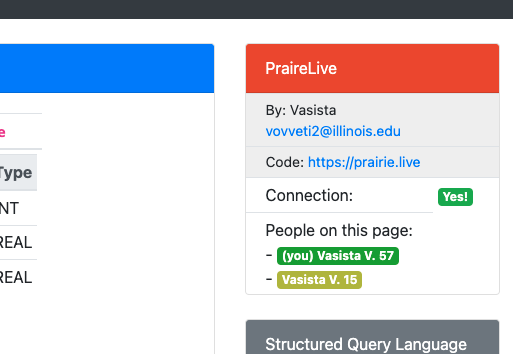 PraireLive
By: Vasista
vovveti2@illinois.edu
e
Code: https://prairie.live
Type
Connection: Yes!
NT
People on this page:
REAL
- (you) Vasista V. 57
REAL
- Vasista V. 15
Structured Query Language